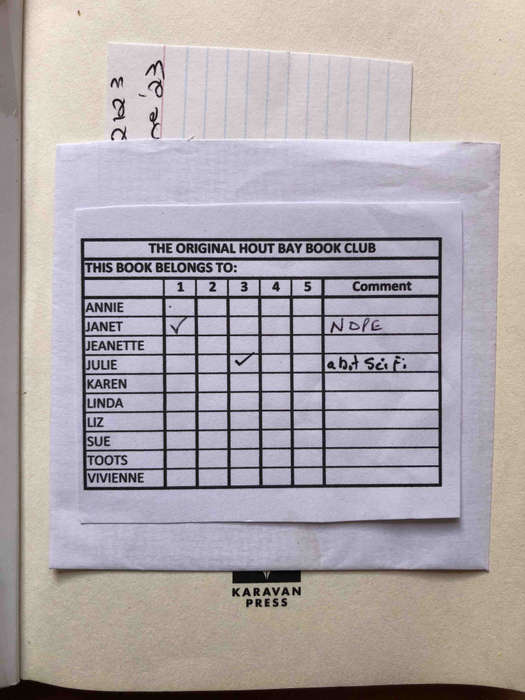 THE ORIGINAL HOUT BAY BOOK CLUB
THIS BOOK BELONGS TO:
1 2 3 4 5 Comment
ANNIE
JANET ✓ NOPE
JEANETTE
JULIE ✓ a bit Sci Fi
KAREN
LINDA
LIZ
SUE
TOOTS
VIVIENNE
KARAVAN
PRESS